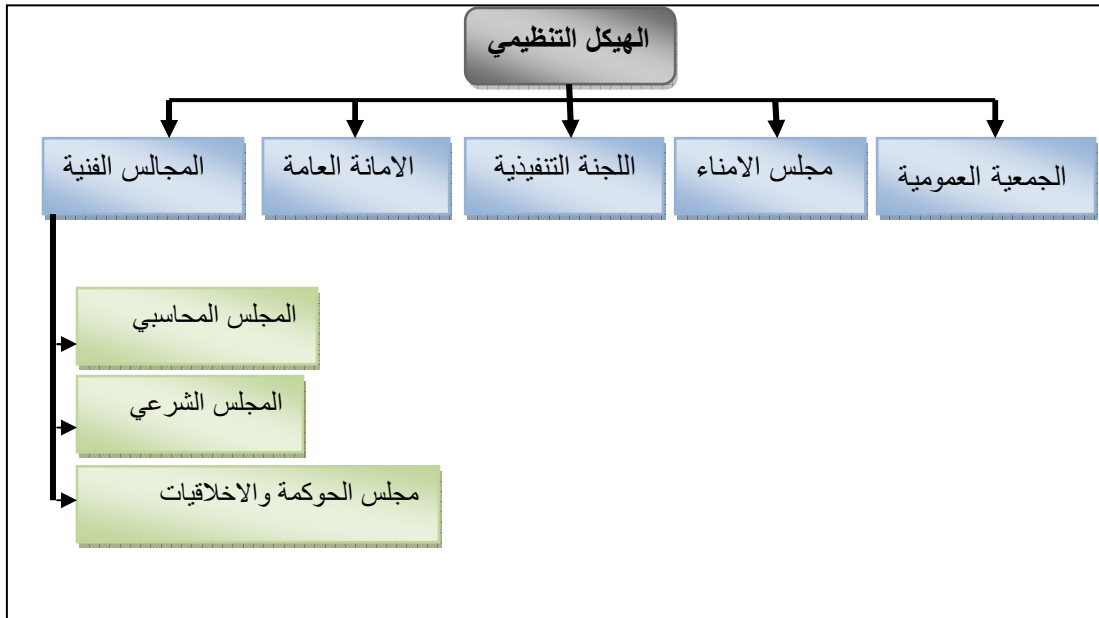 الهيكل التنظيمي
الجمعية العمومية
مجلس الامناء
اللجنة التنفيذية
الامانة العامة
المجالس الفنية
المجلس المحاسبي
المجلس الشرعي
مجلس الحوكمة والاخلاقيات